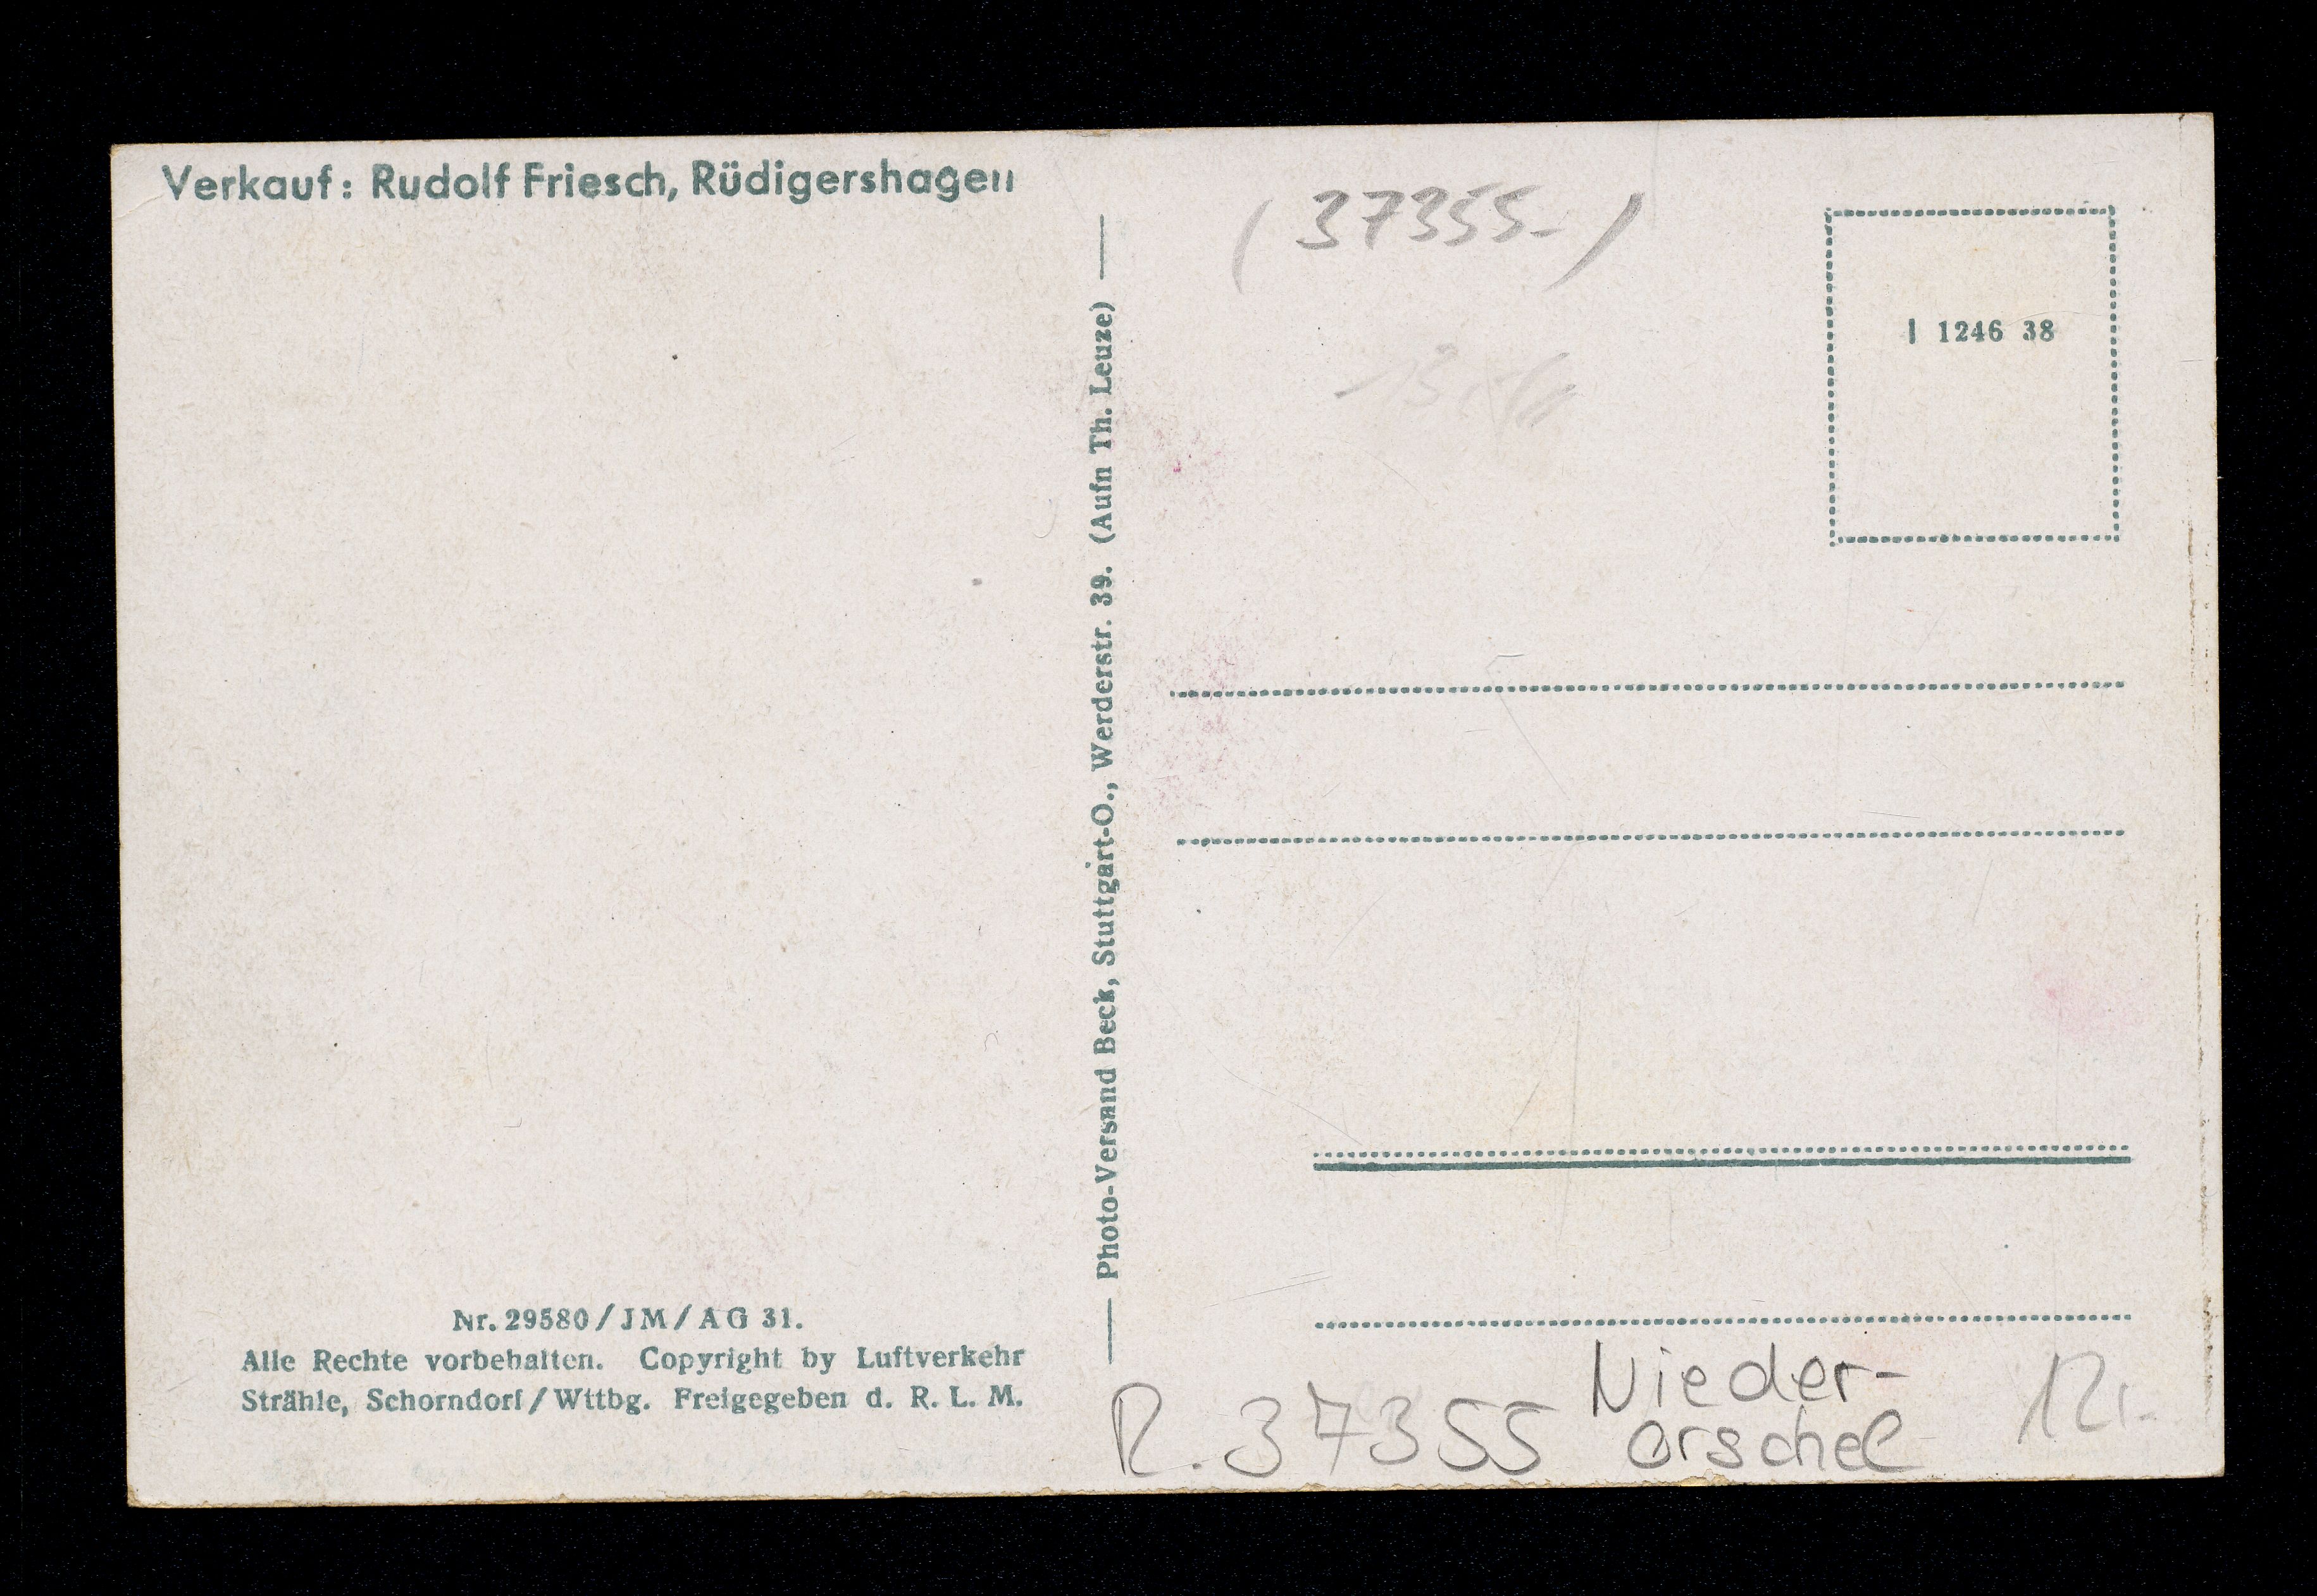 Verkauf: Rudolf Friesch, Rüdigershagen
(37355-)
I 1246 38
Photo-Versand Beck, Stuttgart-O., Werderstr. 39. (Aufn Th. Leuze)
Nr. 29580/JM/AG 31.
Alle Rechte vorbehalten. Copyright by Luftverkehr
Strähle, Schorndorf/Wttbg. Freigegeben d. R. L. M.
R. 37355
Nieder-
orschel
12,-